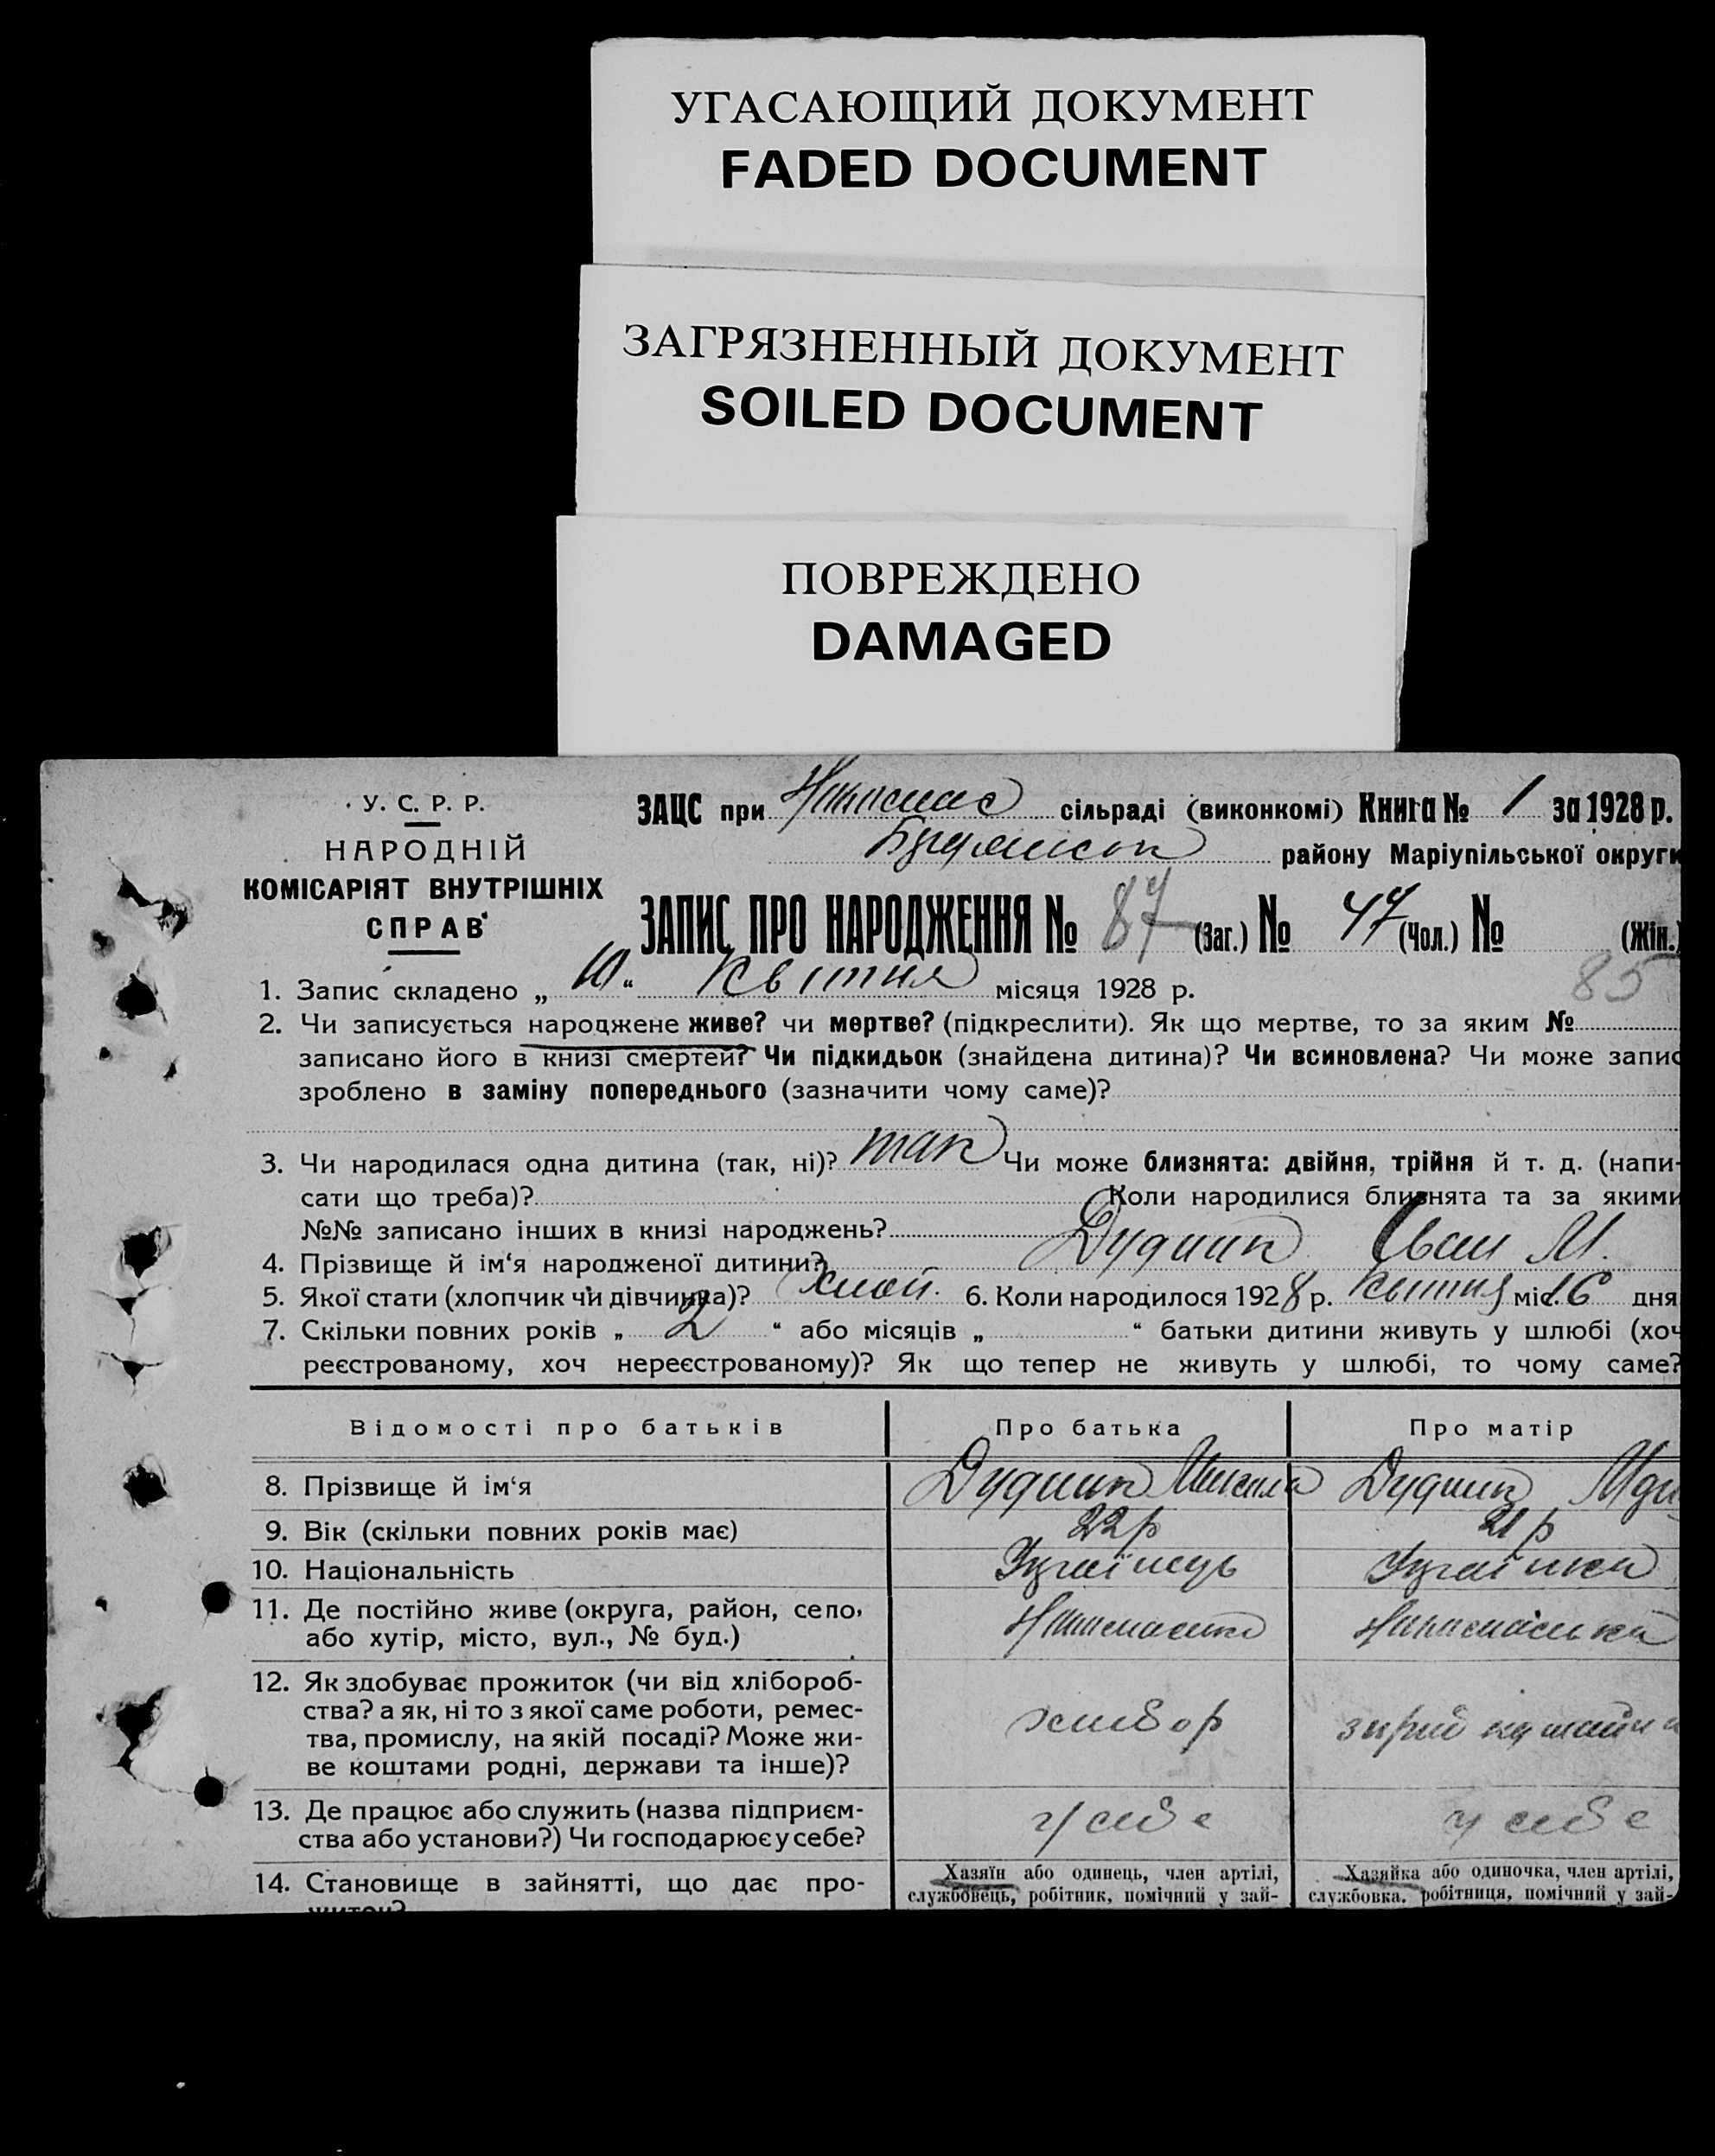 УГАСАЮЩИЙ ДОКУМЕНТ
FADED DOCUMENT
ЗАГРЯЗНЕННЫЙ ДОКУМЕНТ
SOILED DOCUMENT
ПОВРЕЖДЕНО
DAMAGED
У. С. Р. Р.
НАРОДНІЙ
КОМІСАРІЯТ ВНУТРІШНІХ
СПРАВ
ЗАЦС при сільраді (виконкомі) Книга № 1 за 1928 р.
району Маріупільської округи
ЗАПИС ПРО НАРОДЖЕННЯ № 87 (Заг.) № 47 (Чол.) № (Жін.)
85
1. Запис складено „ “ Квітня місяця 1928 р.
2. Чи записується народжене живе? чи мертве? (підкреслити). Як що мертве, то за яким №
записано його в книзі смертей? Чи підкидьок (знайдена дитина)? Чи всиновлена? Чи може запис
зроблено в заміну попереднього (зазначити чому саме)?
3. Чи народилася одна дитина (так, ні)? так Чи може близнята: двійня, трійня й т. д. (напи-
сати що треба)? Коли народилися близнята та за якими
№№ записано інших в книзі народжень?
4. Прізвище й ім‘я народженої дитини? Дудник Іван М.
5. Якої стати (хлопчик чи дівчинка)? хлоп. 6. Коли народилося 1928 р. Квітня міс. 16 дня
7. Скільки повних років „ 2 “ або місяців „ “ батьки дитини живуть у шлюбі (хоч
реєстрованому, хоч нереєстрованому)? Як що тепер не живуть у шлюбі, то чому саме?
Відомості про батьків Про батька Про матір
8. Прізвище й ім‘я Дудник Михаил Дудник
9. Вік (скільки повних років має) 22 р 21 р
10. Національність Українець Українка
11. Де постійно живе (округа, район, село,
або хутір, місто, вул., № буд.)
12. Як здобуває прожиток (чи від хлібороб-
ства? а як, ні то з якої саме роботи, ремес-
тва, промислу, на якій посаді? Може жи-
ве коштами родні, держави та інше)?
хлибор
13. Де працює або служить (назва підприєм-
ства або установи?) Чи господарює у себе?
у себе у себе
14. Становище в зайнятті, що дає про-
житок?
Хазяїн або одинець, член артілі,
службовець, робітник, помічний у зай-
Хазяйка або одиночка, член артілі,
службовка, робітниця, помічний у зай-